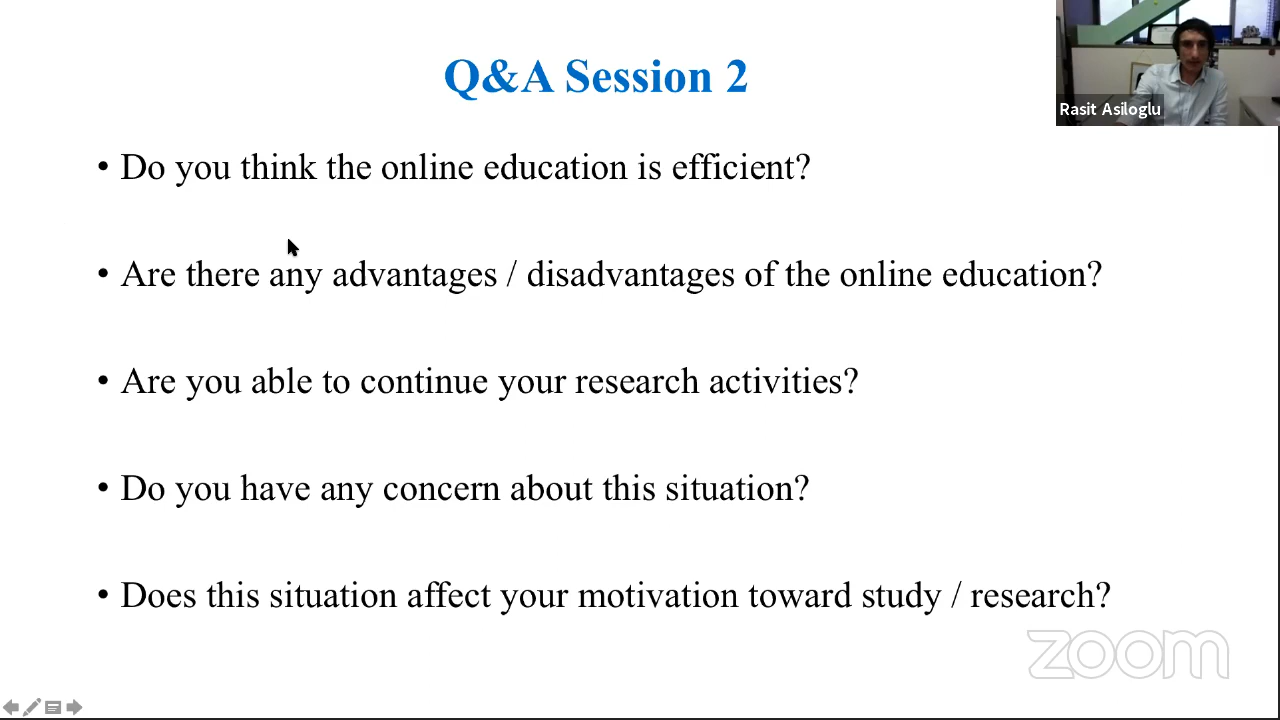 Q&A Session 2
Rasit Asiloglu
• Do you think the online education is efficient?
• Are there any advantages / disadvantages of the online education?
• Are you able to continue your research activities?
• Do you have any concern about this situation?
• Does this situation affect your motivation toward study / research?
zoom